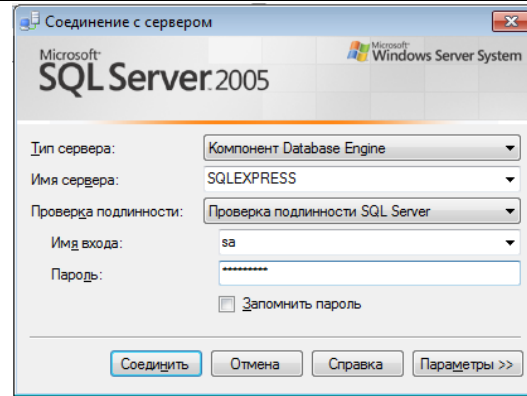 Соединение с сервером
Microsoft
SQL Server 2005
Microsoft
Windows Server System
Тип сервера: Компонент Database Engine
Имя сервера: SQLEXPRESS
Проверка подлинности: Проверка подлинности SQL Server
Имя входа: sa
Пароль: *********
Запомнить пароль
Соединить Отмена Справка Параметры >>